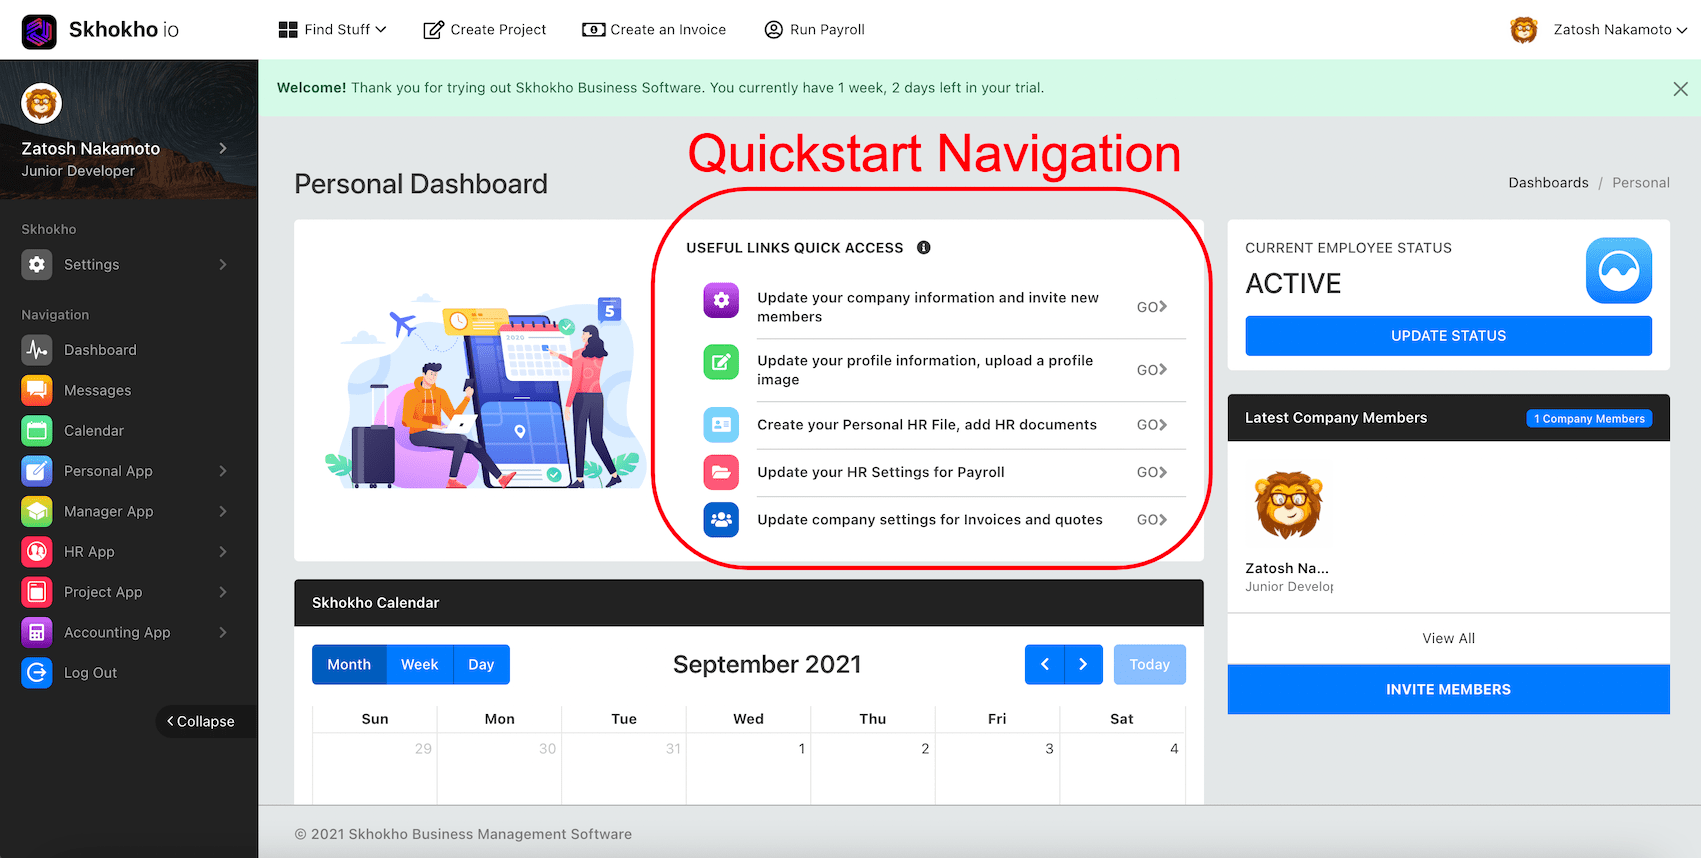 Skhokho io
Find Stuff
Create Project
Create an Invoice
Run Payroll
Zatosh Nakamoto
Zatosh Nakamoto
Junior Developer
Skhokho
Settings
Navigation
Dashboard
Messages
Calendar
Personal App
Manager App
HR App
Project App
Accounting App
Log Out
Collapse
Welcome! Thank you for trying out Skhokho Business Software. You currently have 1 week, 2 days left in your trial.
Quickstart Navigation
Personal Dashboard
Dashboards / Personal
5
2020
USEFUL LINKS QUICK ACCESS
Update your company information and invite new
members
GO
Update your profile information, upload a profile
image
GO
Create your Personal HR File, add HR documents
GO
Update your HR Settings for Payroll
GO
Update company settings for Invoices and quotes
GO
CURRENT EMPLOYEE STATUS
ACTIVE
UPDATE STATUS
Latest Company Members
1 Company Members
Zatosh Na...
Junior Develop
View All
INVITE MEMBERS
Skhokho Calendar
Month
Week
Day
September 2021
Today
Sun Mon Tue Wed Thu Fri Sat
29 30 31 1 2 3 4
© 2021 Skhokho Business Management Software